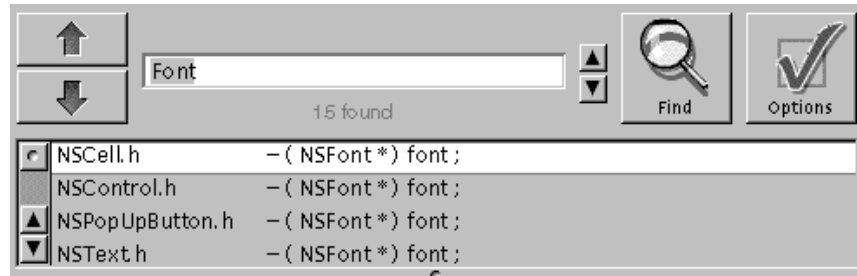 Font
15 found
Find
Options
NSCell.h – ( NSFont * ) font ;
NSControl.h – ( NSFont * ) font ;
NSPopUpButton.h – ( NSFont * ) font ;
NSText.h – ( NSFont * ) font ;